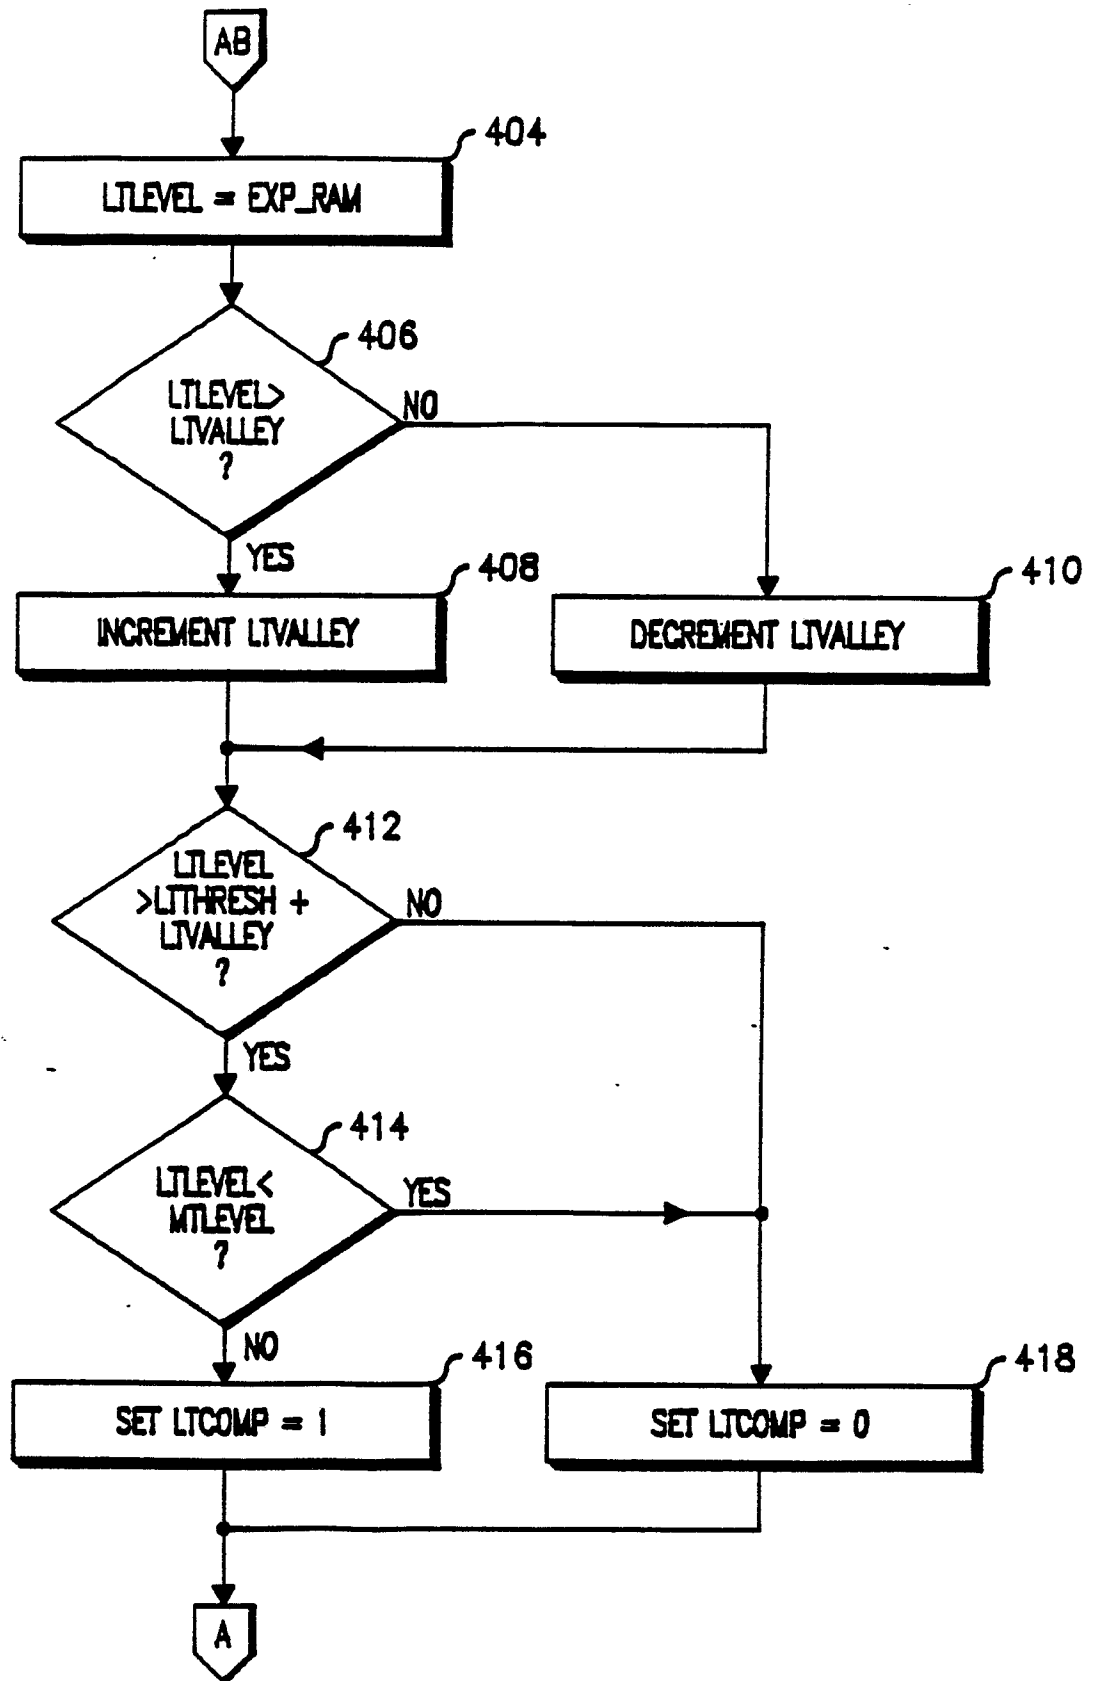 AB
404
LTLEVEL = EXP_RAM
406
LTLEVEL>
LTVALLEY
?
NO
YES
408
INCREMENT LTVALLEY
410
DECREMENT LTVALLEY
412
LTLEVEL
>LTTHRESH +
LTVALLEY
?
NO
YES
414
LTLEVEL<
MTLEVEL
?
YES
NO
416
SET LTCOMP = 1
418
SET LTCOMP = 0
A